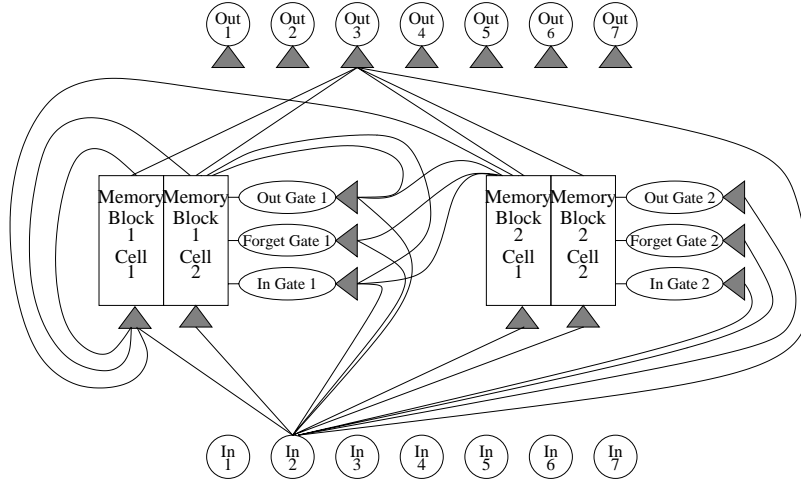 Out 1
Out 2
Out 3
Out 4
Out 5
Out 6
Out 7
Memory Block 1 Cell 1
Memory Block 1 Cell 2
Out Gate 1
Forget Gate 1
In Gate 1
Memory Block 2 Cell 1
Memory Block 2 Cell 2
Out Gate 2
Forget Gate 2
In Gate 2
In 1
In 2
In 3
In 4
In 5
In 6
In 7